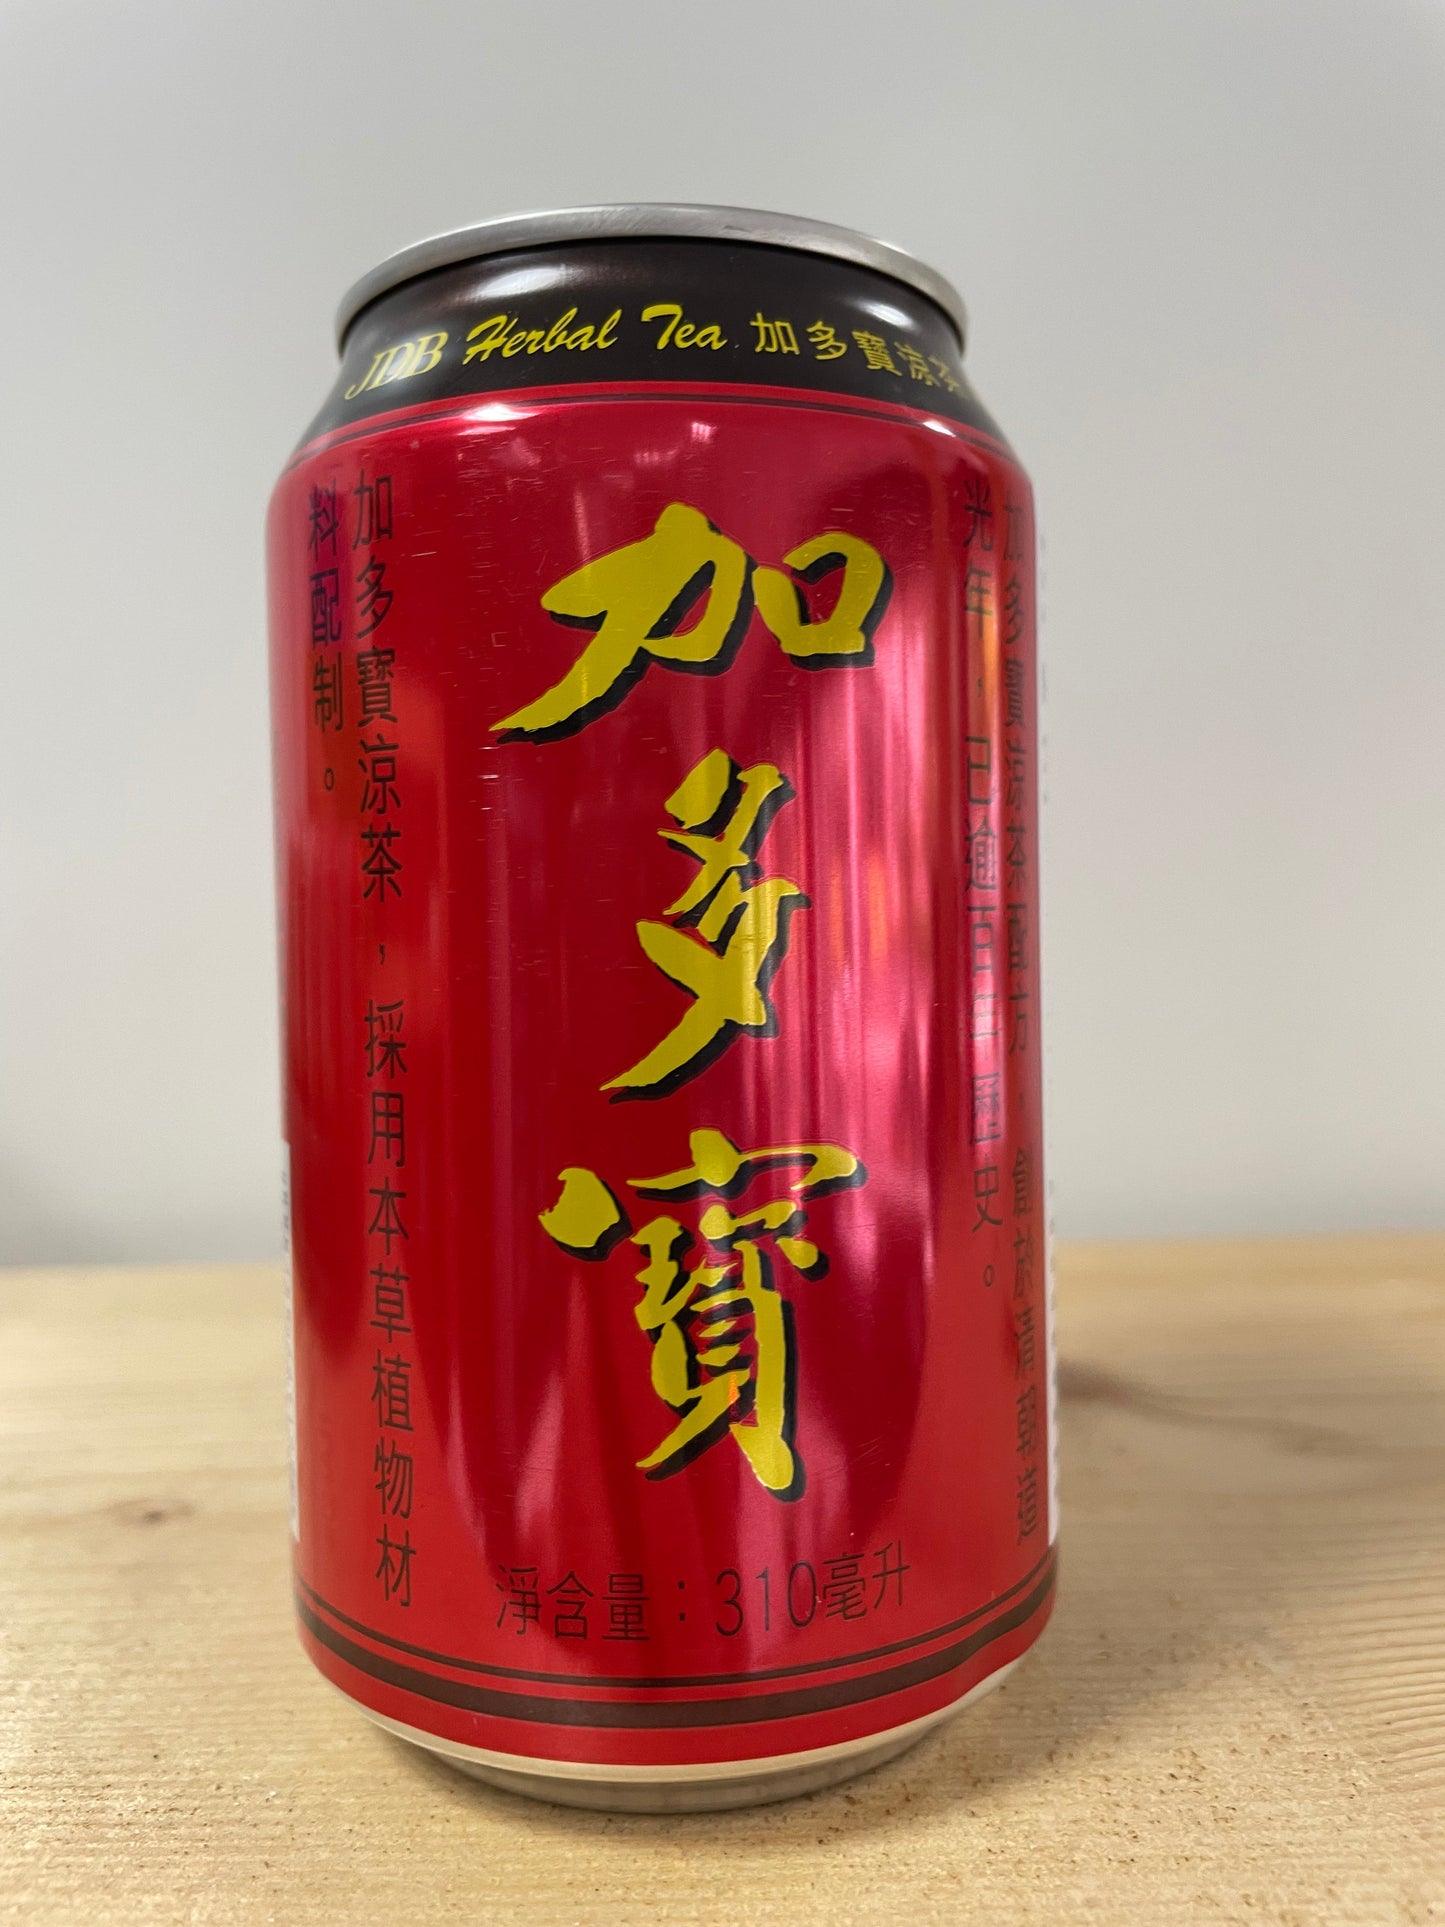 JDB Herbal Tea 加多寶涼茶
加多寶
加多寶涼茶，採用本草植物材
料配制。
加多寶涼茶配方，創於清朝道
光年，已逾百年歷史。
淨含量：310毫升